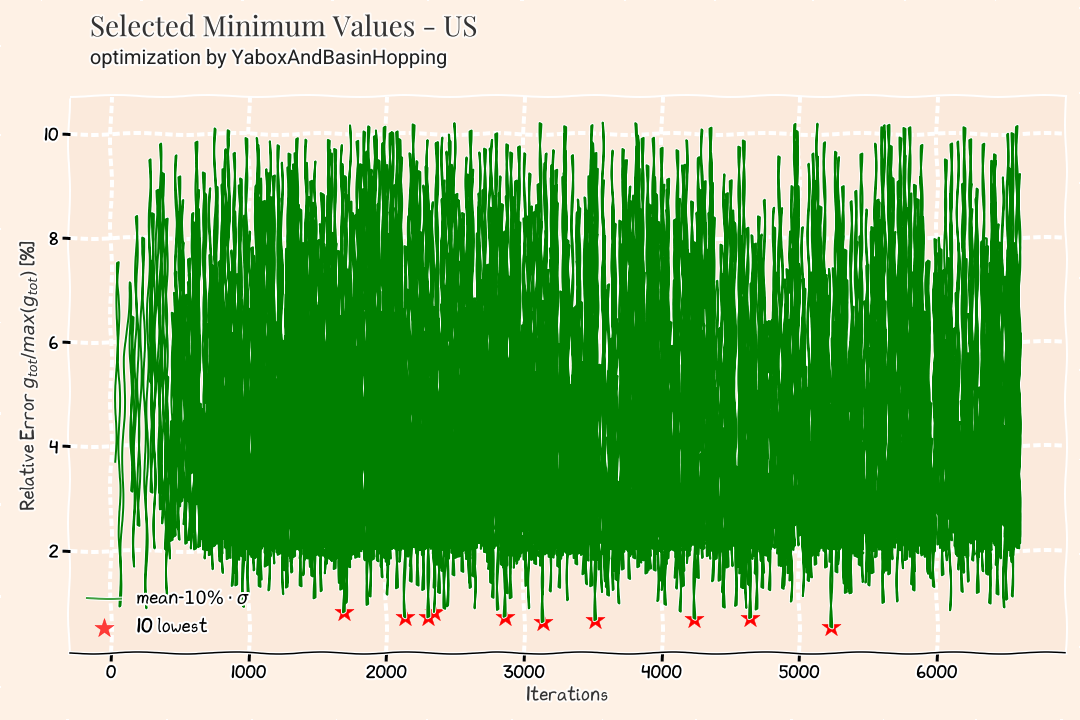 Selected Minimum Values - US
optimization by YaboxAndBasinHopping
Relative Error g_tot/max(g_tot) [%]
10
8
6
4
2
mean-10% · σ
10 lowest
0 1000 2000 3000 4000 5000 6000
Iterations